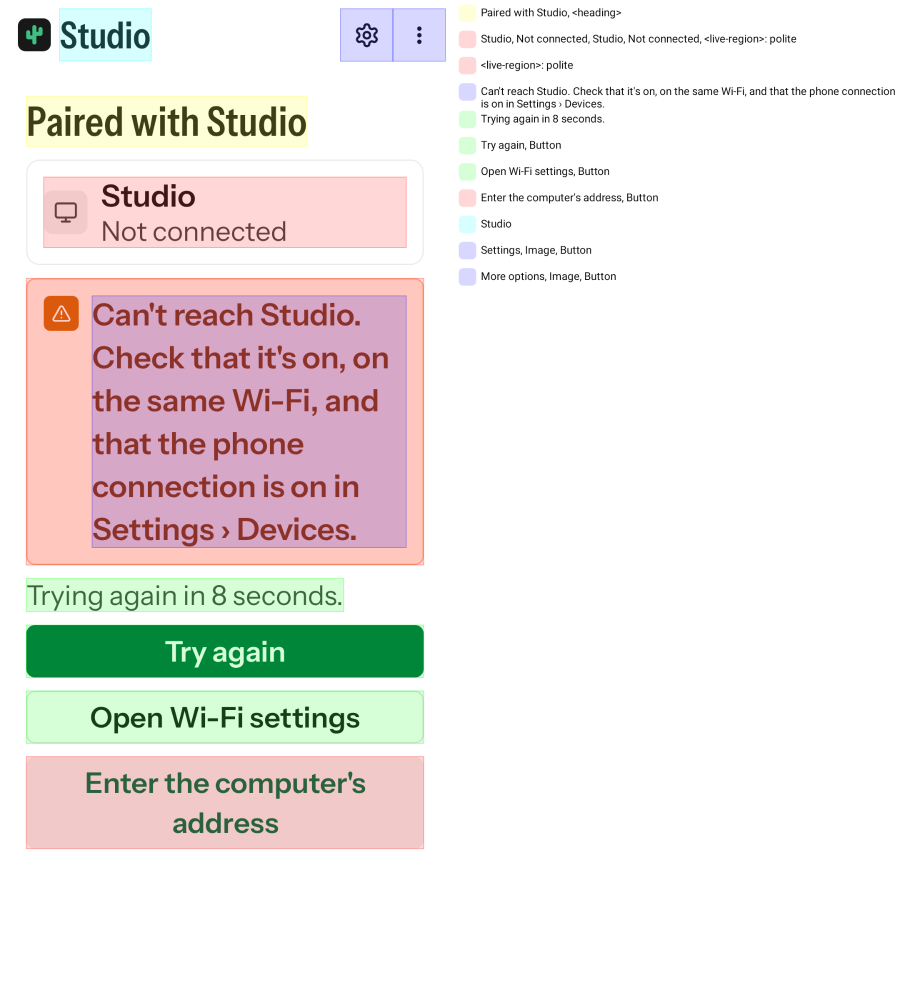 Studio
Paired with Studio
Studio
Not connected
Can't reach Studio.
Check that it's on, on
the same Wi-Fi, and
that the phone
connection is on in
Settings › Devices.
Trying again in 8 seconds.
Try again
Open Wi-Fi settings
Enter the computer's
address
Paired with Studio, <heading>
Studio, Not connected, Studio, Not connected, <live-region>: polite
<live-region>: polite
Can't reach Studio. Check that it's on, on the same Wi-Fi, and that the phone connection
is on in Settings › Devices.
Trying again in 8 seconds.
Try again, Button
Open Wi-Fi settings, Button
Enter the computer's address, Button
Studio
Settings, Image, Button
More options, Image, Button